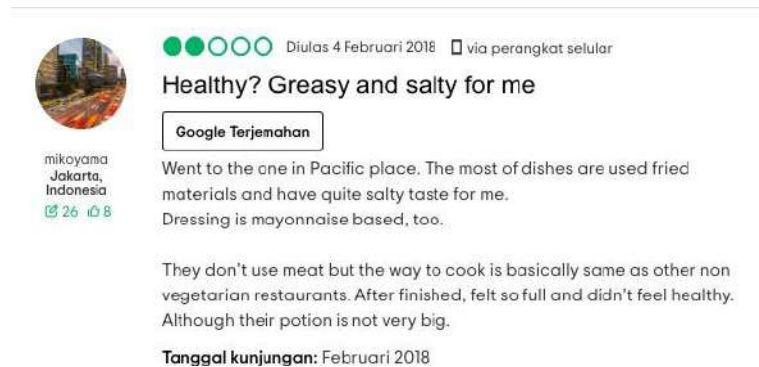 Diulas 4 Februari 2018 via perangkat selular
Healthy? Greasy and salty for me
Google Terjemahan
mikoyama
Jakarta,
Indonesia
26 8
Went to the one in Pacific place. The most of dishes are used fried
materials and have quite salty taste for me.
Dressing is mayonnaise based, too.
They don't use meat but the way to cook is basically same as other non
vegetarian restaurants. After finished, felt so full and didn't feel healthy.
Although their potion is not very big.
Tanggal kunjungan: Februari 2018